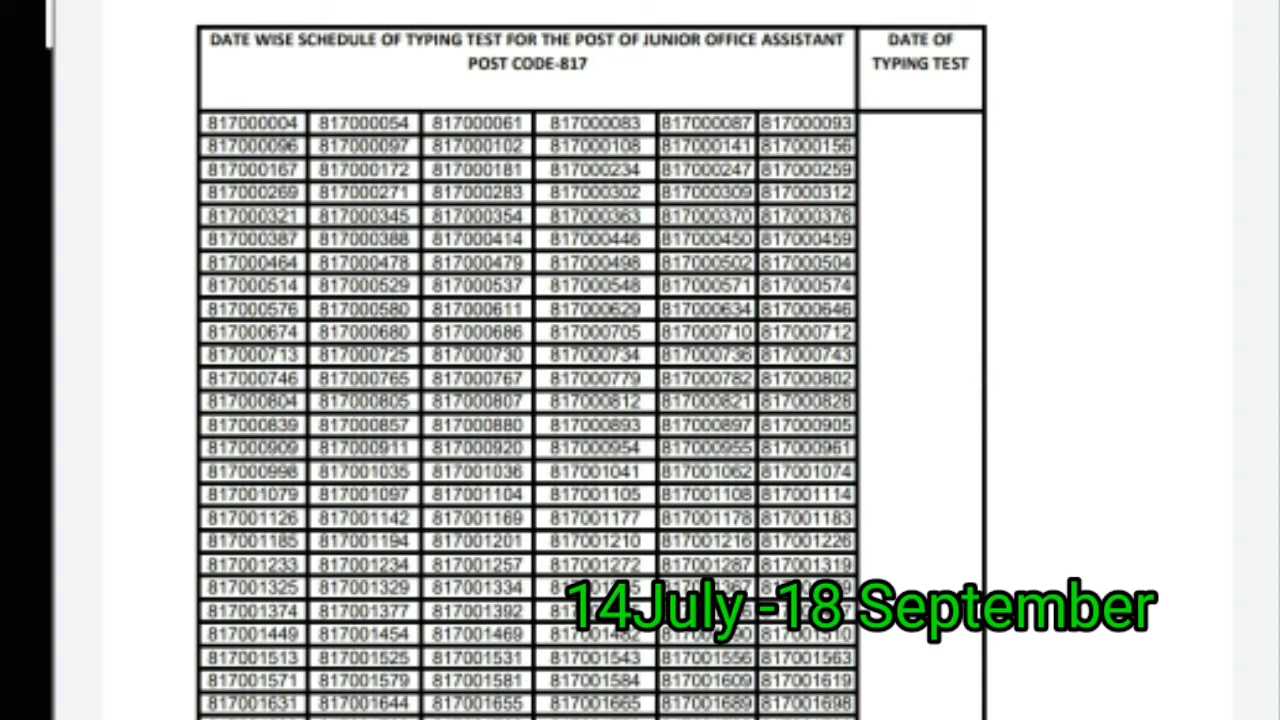 DATE WISE SCHEDULE OF TYPING TEST FOR THE POST OF JUNIOR OFFICE ASSISTANT
POST CODE-817
DATE OF
TYPING TEST
817000004 817000054 817000061 817000083 817000087 817000093
817000096 817000097 817000102 817000108 817000141 817000156
817000167 817000172 817000181 817000234 817000247 817000259
817000269 817000271 817000283 817000302 817000309 817000312
817000321 817000345 817000354 817000363 817000370 817000376
817000387 817000388 817000414 817000446 817000450 817000459
817000464 817000478 817000479 817000498 817000502 817000504
817000514 817000529 817000537 817000548 817000571 817000574
817000576 817000580 817000611 817000629 817000634 817000646
817000674 817000680 817000686 817000705 817000710 817000712
817000713 817000725 817000730 817000734 817000736 817000743
817000746 817000765 817000767 817000779 817000782 817000802
817000804 817000805 817000807 817000812 817000821 817000828
817000839 817000857 817000880 817000893 817000897 817000905
817000909 817000911 817000920 817000954 817000955 817000961
817000998 817001035 817001036 817001041 817001062 817001074
817001079 817001097 817001104 817001105 817001108 817001114
817001126 817001142 817001169 817001177 817001178 817001183
817001185 817001194 817001201 817001210 817001216 817001226
817001233 817001234 817001257 817001272 817001287 817001319
817001325 817001329 817001334
817001374 817001377 817001392
14July -18 September
817001449 817001454 817001469
817001513 817001525 817001531 817001543 817001556 817001563
817001571 817001579 817001581 817001584 817001609 817001619
817001631 817001644 817001655 817001665 817001689 817001698